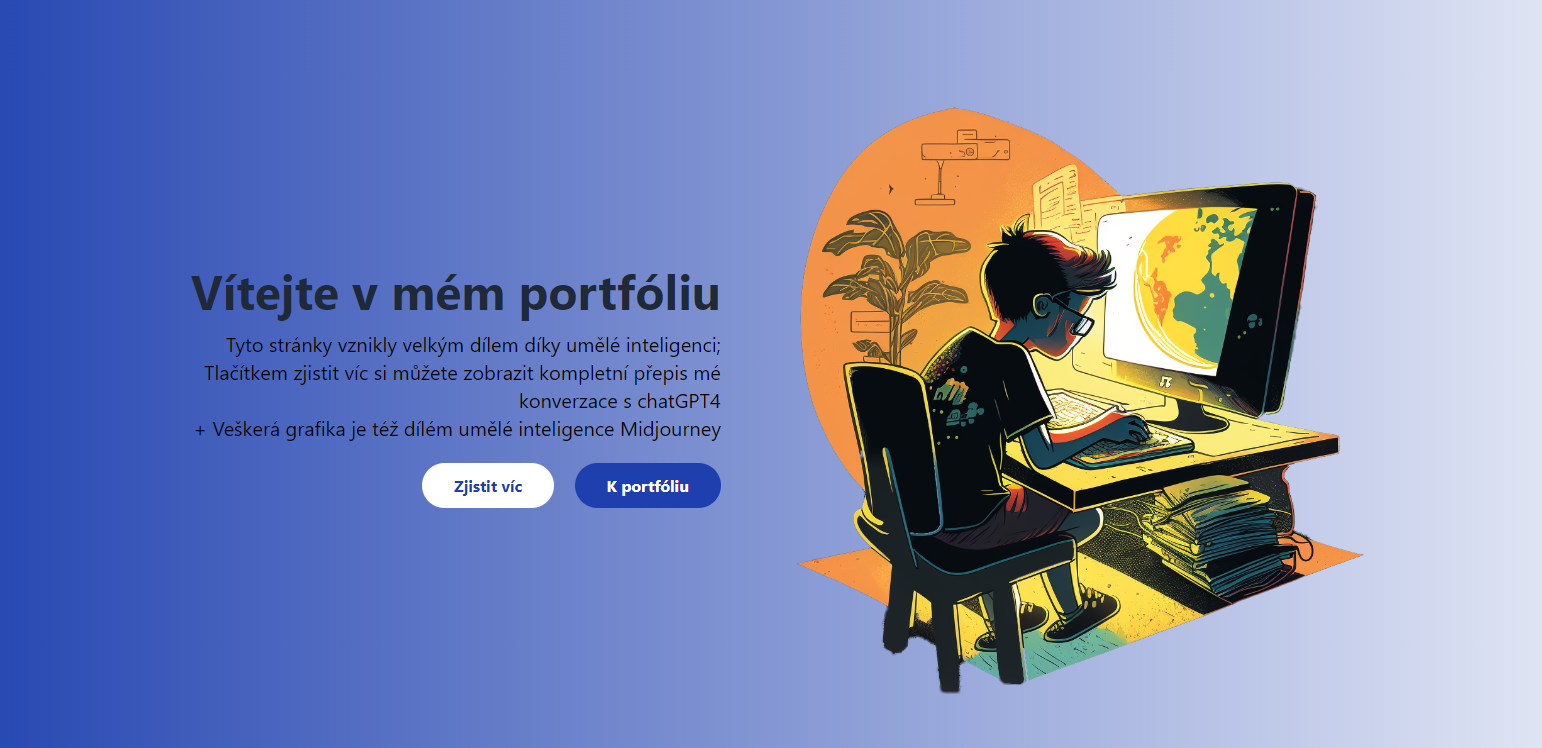 Vítejte v mém portfóliu
Tyto stránky vznikly velkým dílem díky umělé inteligenci;
Tlačítkem zjistit víc si můžete zobrazit kompletní přepis mé
konverzace s chatGPT4
+ Veškerá grafika je též dílém umělé inteligence Midjourney
Zjistit víc
K portfóliu